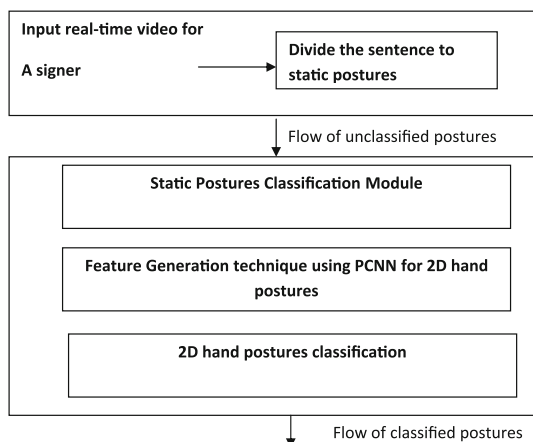 Input real-time video for
A signer
Divide the sentence to
static postures
Flow of unclassified postures
Static Postures Classification Module
Feature Generation technique using PCNN for 2D hand
postures
2D hand postures classification
Flow of classified postures